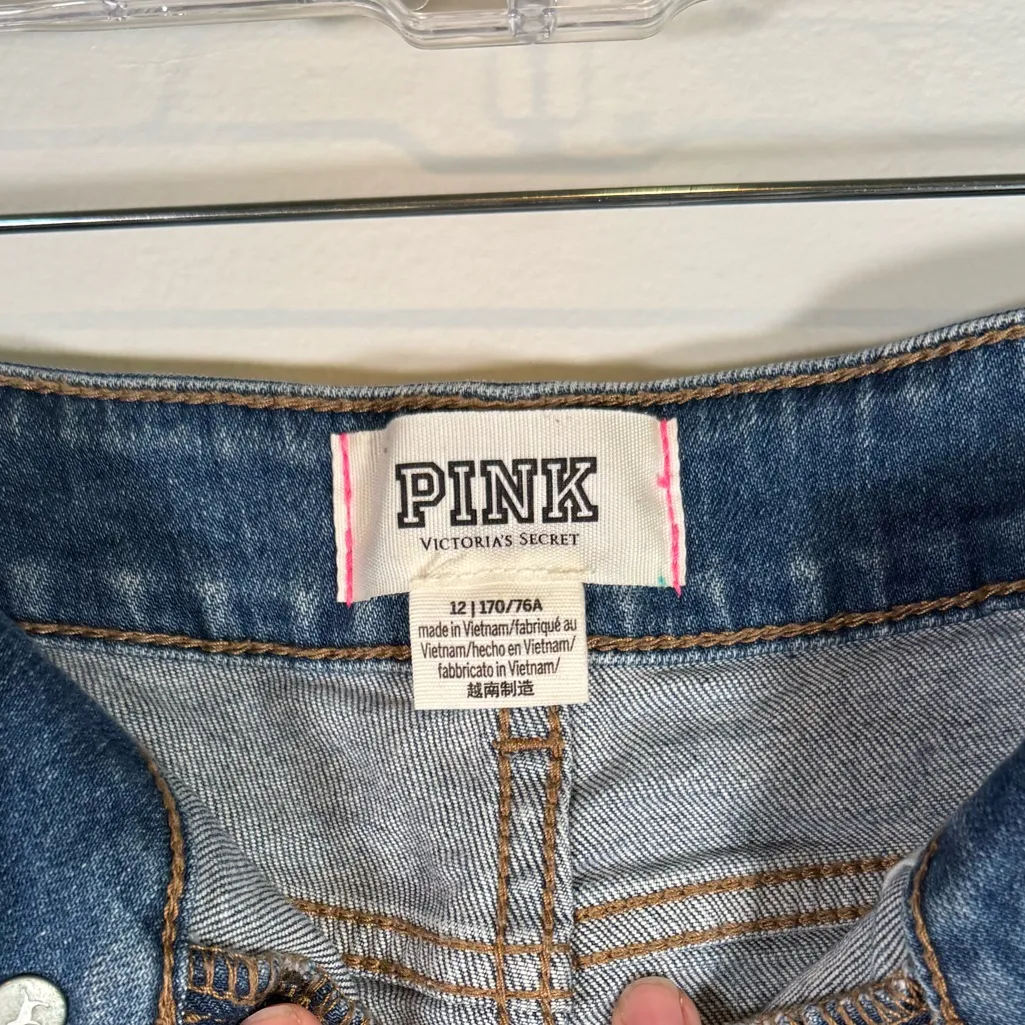 PINK
VICTORIA'S SECRET
12 | 170/76A
made in Vietnam/fabriqué au
Vietnam/hecho en Vietnam/
fabbricato in Vietnam/
越南制造